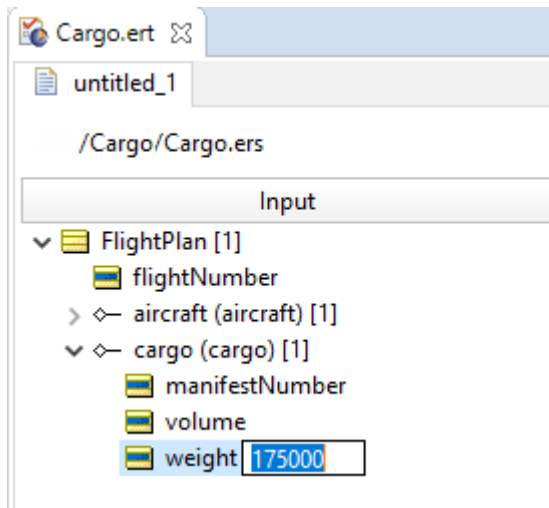 Cargo.ert
untitled_1
/Cargo/Cargo.ers
Input
FlightPlan [1]
flightNumber
aircraft (aircraft) [1]
cargo (cargo) [1]
manifestNumber
volume
weight 175000